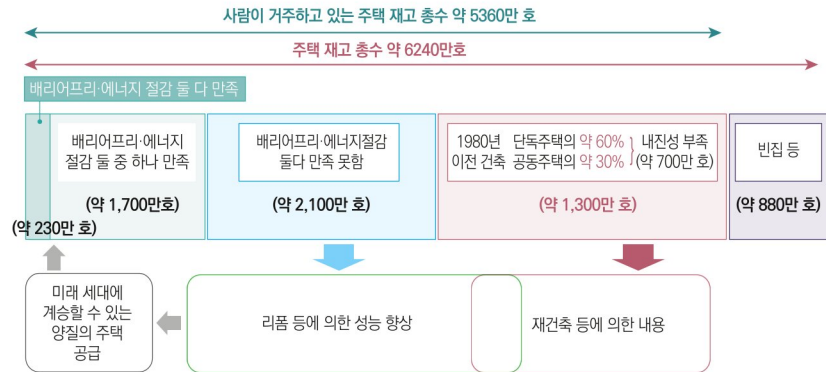 사람이 거주하고 있는 주택 재고 총수 약 5360만 호
주택 재고 총수 약 6240만호
배리어프리·에너지 절감 둘 다 만족
배리어프리·에너지
절감 둘 중 하나 만족
(약 1,700만호)
(약 230만 호)
배리어프리·에너지절감
둘다 만족 못함
(약 2,100만 호)
1980년 단독주택의 약 60%
이전 건축 공동주택의 약 30%
내진성 부족
(약 700만 호)
(약 1,300만 호)
빈집 등
(약 880만 호)
미래 세대에
계승할 수 있는
양질의 주택
공급
리폼 등에 의한 성능 향상
재건축 등에 의한 내용